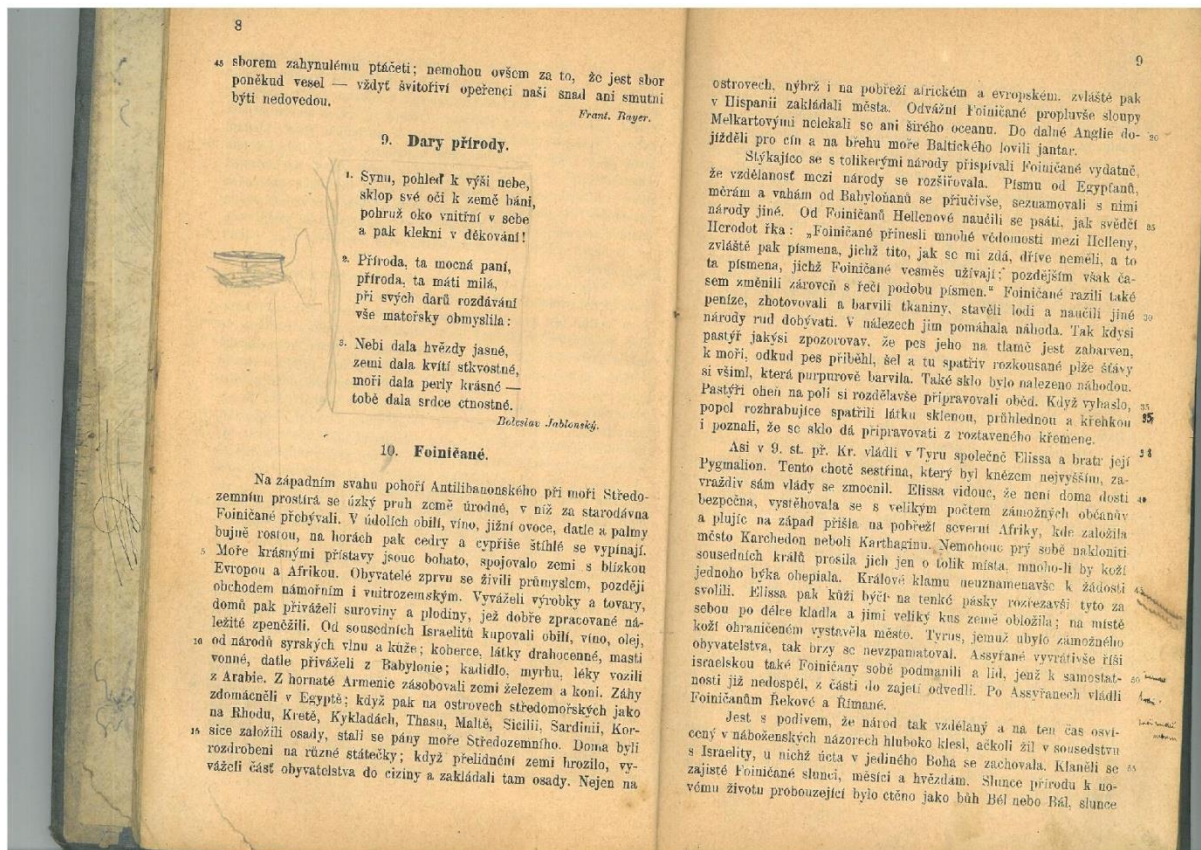 8
45 sborem zahynulému ptáčeti; nemohou ovšem za to, že jest sbor
poněkud vesel — vždyť švitořiví opeřenci naši snad ani smutni
býti nedovedou.
Frant. Bayer.
9. Dary přírody.
1. Synu, pohleď k výši nebe,
sklop své oči k země báni,
pohruž oko vnitřní v sebe
a pak klekni v děkování!
2. Příroda, ta mocná paní,
příroda, ta máti milá,
při svých darů rozdávání
vše mateřsky obmyslila:
3. Nebi dala hvězdy jasné,
zemi dala kvítí stkvostné,
moři dala perly krásné —
tobě dala srdce ctnostné.
Boleslav Jablonský.
10. Foiničané.
Na západním svahu pohoří Antilibanonského při moři Středo-
zemním prostírá se úzký pruh země úrodné, v níž za starodávna
Foiničané přebývali. V údolích obilí, víno, jižní ovoce, datle a palmy
bujně rostou, na horách pak cedry a cypřiše štíhlé se vypínají.
5 Moře krásnými přístavy jsouc bohato, spojovalo zemi s blízkou
Evropou a Afrikou. Obyvatelé zprvu se živili průmyslem, později
obchodem námořním i vnitrozemským. Vyváželi výrobky a tovary,
domů pak přiváželi suroviny a plodiny, jež dobře zpracované ná-
ležitě zpeněžili. Od sousedních Israelitů kupovali obilí, víno, olej,
10 od národů syrských vlnu a kůže; koberce, látky drahocenné, masti
vonné, datle přiváželi z Babylonie; kadidlo, myrhu, léky vozili
z Arabie. Z hornaté Armenie zásobovali zemi železem a koni. Záhy
zdomácněli v Egyptě; když pak na ostrovech středomořských jako
na Rhodu, Kretě, Kykladách, Thasu, Maltě, Sicilii, Sardinii, Kor-
15 sice založili osady, stali se pány moře Středozemního. Doma byli
rozdrobeni na různé státečky; když přelidnění zemi hrozilo, vy-
váželi část obyvatelstva do ciziny a zakládali tam osady. Nejen na
9
ostrovech, nýbrž i na pobřeží africkém a evropském, zvláště pak
v Hispanii zakládali města. Odvážní Foiničané propluvše sloupy
Melkartovými nelekali se ani širého oceanu. Do dalné Anglie do- 20
jížděli pro cín a na břehu moře Baltického lovili jantar.
Stýkajíce se s tolikerými národy přispívali Foiničané vydatně,
že vzdělanost mezi národy se rozšiřovala. Písmu od Egypťanů,
měrám a vahám od Babyloňanů se přiučivše, seznamovali s nimi
národy jiné. Od Foiničanů Hellenové naučili se psáti, jak svědčí 25
Herodot řka: „Foiničané přinesli mnohé vědomosti mezi Helleny,
zvláště pak písmena, jichž tito, jak se mi zdá, dříve neměli, a to
ta písmena, jichž Foiničané vesměs užívají; pozdějším však ča-
sem změnili zároveň s řečí podobu písmen.“ Foiničané razili také
peníze, zhotovovali a barvili tkaniny, stavěli lodi a naučili jiné 30
národy rud dobývati. V nálezech jim pomáhala náhoda. Tak kdysi
pastýř jakýsi zpozorovav, že pes jeho na tlamě jest zabarven,
k moři, odkud pes přiběhl, šel a tu spatřiv rozkousané plže šťávy
si všiml, která purpurově barvila. Také sklo bylo nalezeno náhodou.
Pastýři oheň na poli si rozdělavše připravovali oběd. Když vyhaslo, 35
popel rozhrabujíce spatřili látku sklenou, průhlednou a křehkou 35
i poznali, že se sklo dá připravovati z roztaveného křemene.
Asi v 9. st. př. Kr. vládli v Tyru společně Elissa a bratr její 38
Pygmalion. Tento chotě sestřina, který byl knězem nejvyšším, za-
vraždiv sám vlády se zmocnil. Elissa vidouc, že není doma dosti 40
bezpečna, vystěhovala se s velikým počtem zámožných občanův
a plujíc na západ přišla na pobřeží severní Afriky, kde založila
město Karchedon neboli Karthaginu. Nemohouc prý sobě nakloniti
sousedních králů prosila jich jen o tolik místa, mnoho-li by koží
jednoho býka obepiala. Králové klamu neuznamenavše k žádosti 45
svolili. Elissa pak kůži býčí na tenké pásky rozřezavši tyto za
sebou po délce kladla a jimi veliký kus země obložila; na místě
koží ohraničeném vystavěla město. Tyrus, jemuž ubylo zámožného
obyvatelstva, tak brzy se nevzpamatoval. Assyřané vyvrátivše říši
israelskou také Foiničany sobě podmanili a lid, jenž k samostat- 50
nosti již nedospěl, z části do zajetí odvedli. Po Assyřanech vládli
Foiničanům Řekové a Římané.
Jest s podivem, že národ tak vzdělaný a na ten čas osví-
cený v náboženských názorech hluboko klesl, ačkoli žil v sousedstvu
s Israelity, u nichž úcta v jediného Boha se zachovala. Klaněli se 55
zajisté Foiničané slunci, měsíci a hvězdám. Slunce přírodu k no-
vému životu probouzející bylo ctěno jako bůh Bél nebo Bál, slunce